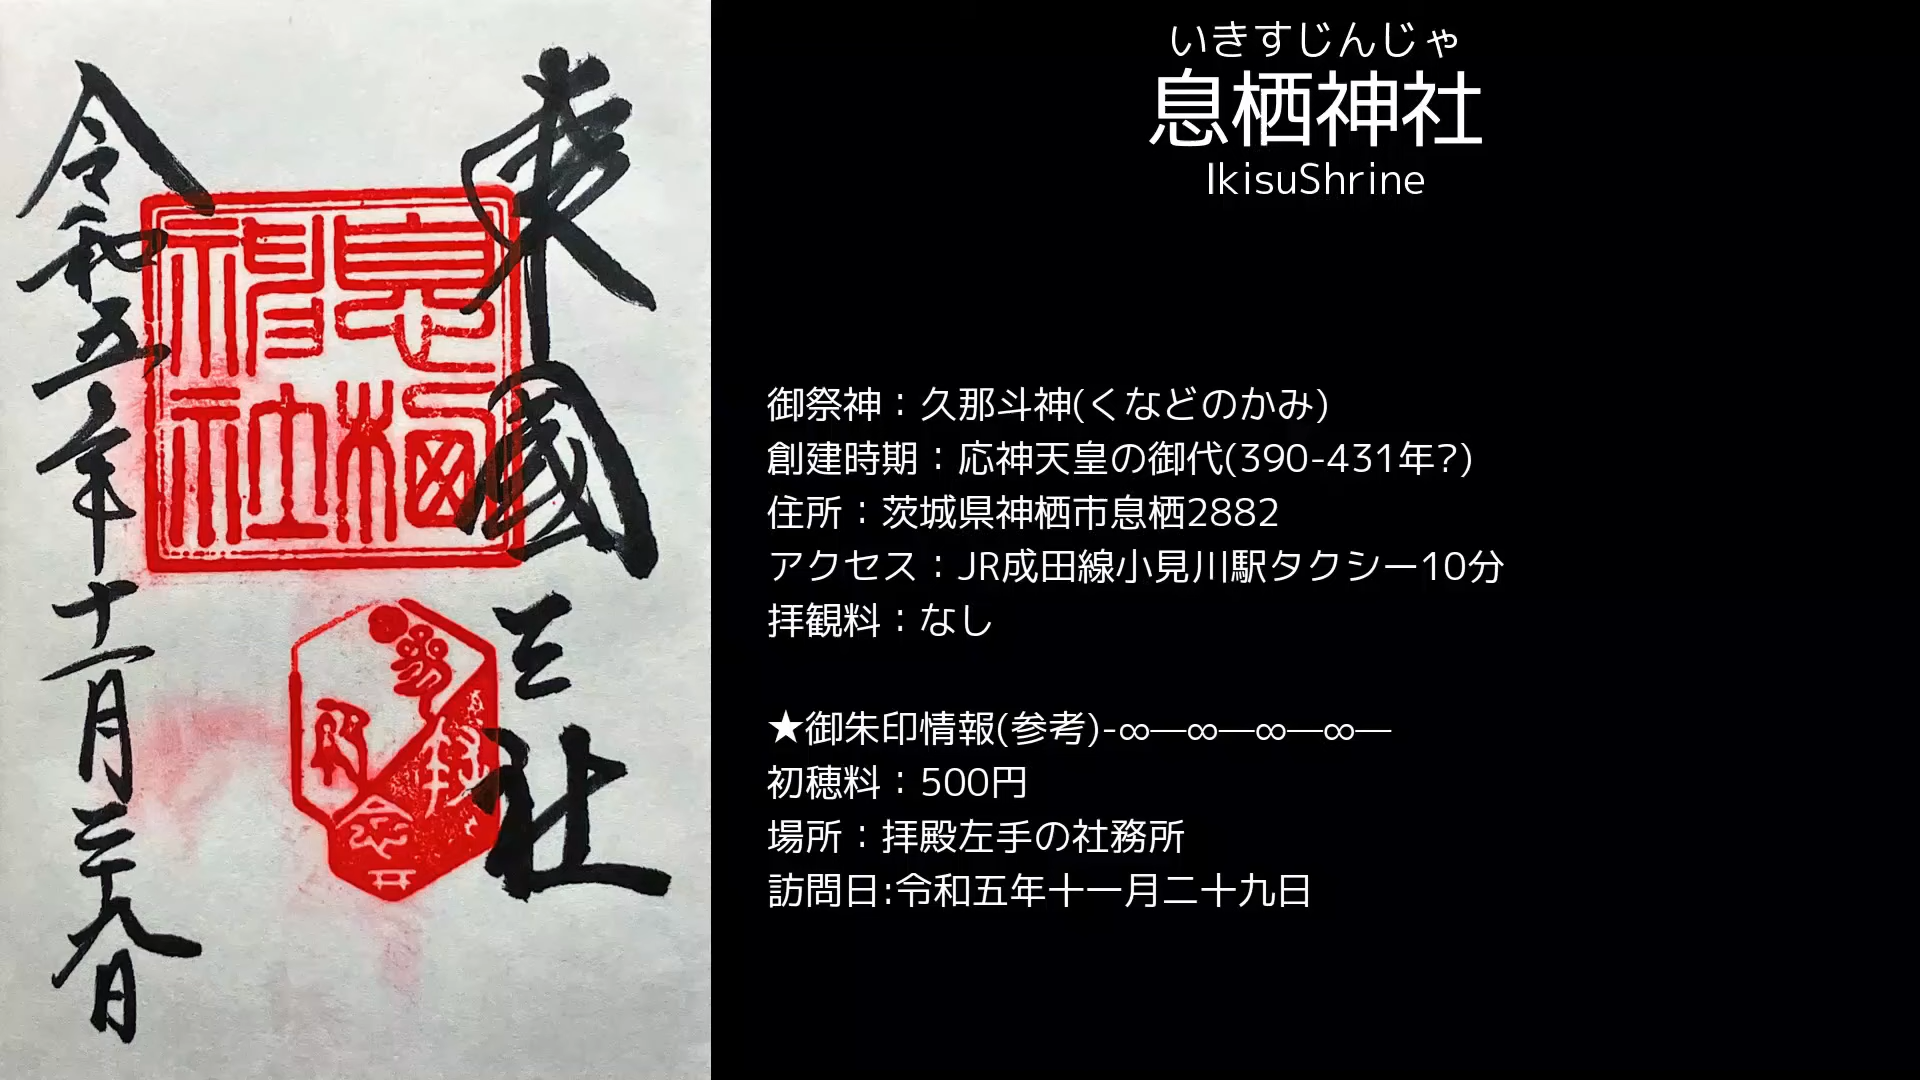 東國三社
息栖神社
令和五年十一月二十九日
いきすじんじゃ
息栖神社
IkisuShrine
御祭神：久那斗神(くなどのかみ)
創建時期：応神天皇の御代(390-431年?)
住所：茨城県神栖市息栖2882
アクセス：JR成田線小見川駅タクシー10分
拝観料：なし
★御朱印情報(参考)-∞—∞—∞—∞—
初穂料：500円
場所：拝殿左手の社務所
訪問日:令和五年十一月二十九日